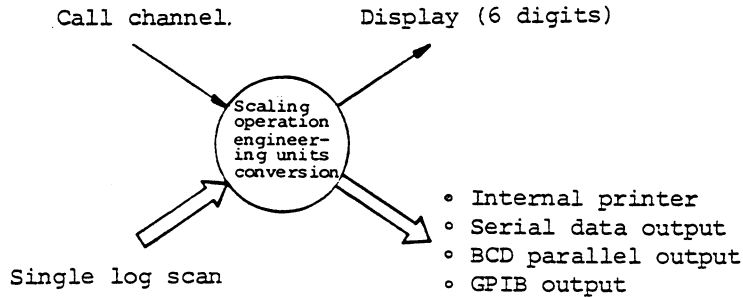 Call channel.
Display (6 digits)
Scaling
operation
engineer-
ing units
conversion
Single log scan
° Internal printer
° Serial data output
° BCD parallel output
° GPIB output